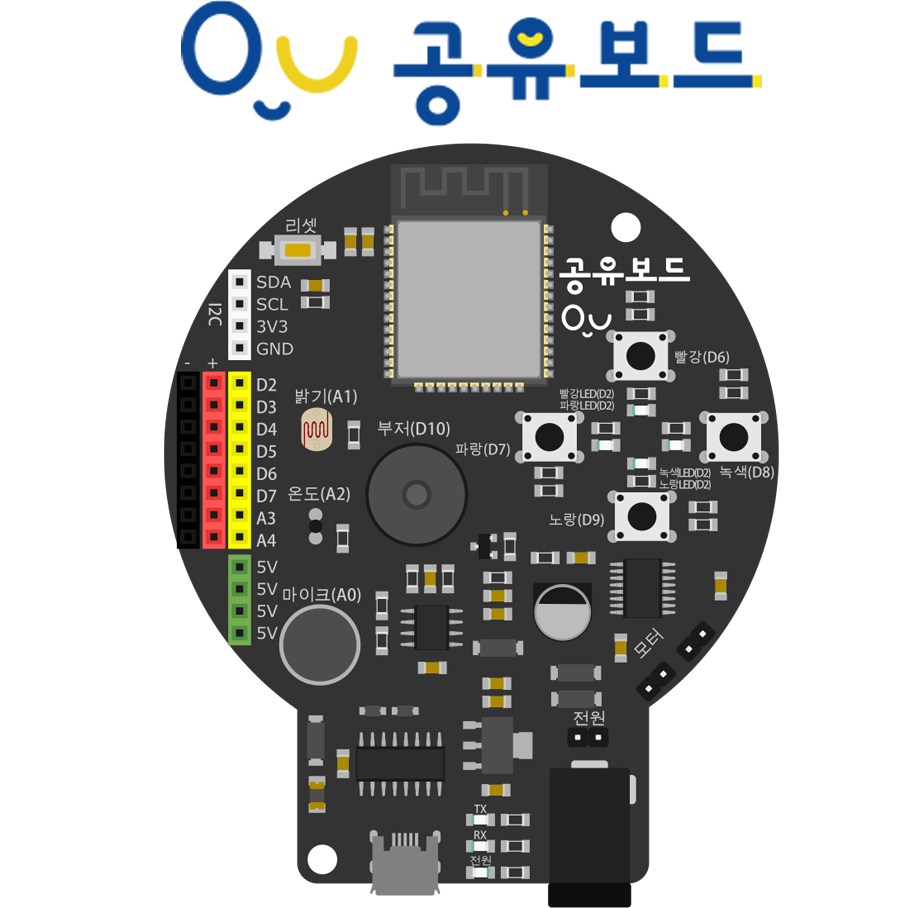 공유보드
리셋
SDA
SCL
3V3
GND
I2C
- +
D2
D3
D4
D5
D6
D7
A3
A4
5V
5V
5V
5V
밝기(A1)
온도(A2)
마이크(A0)
부저(D10)
공유보드
빨강(D6)
빨강LED(D2)
파랑LED(D2)
파랑(D7)
녹색(D8)
녹색LED(D2)
노랑LED(D2)
노랑(D9)
모터
전원
TX
RX
전원